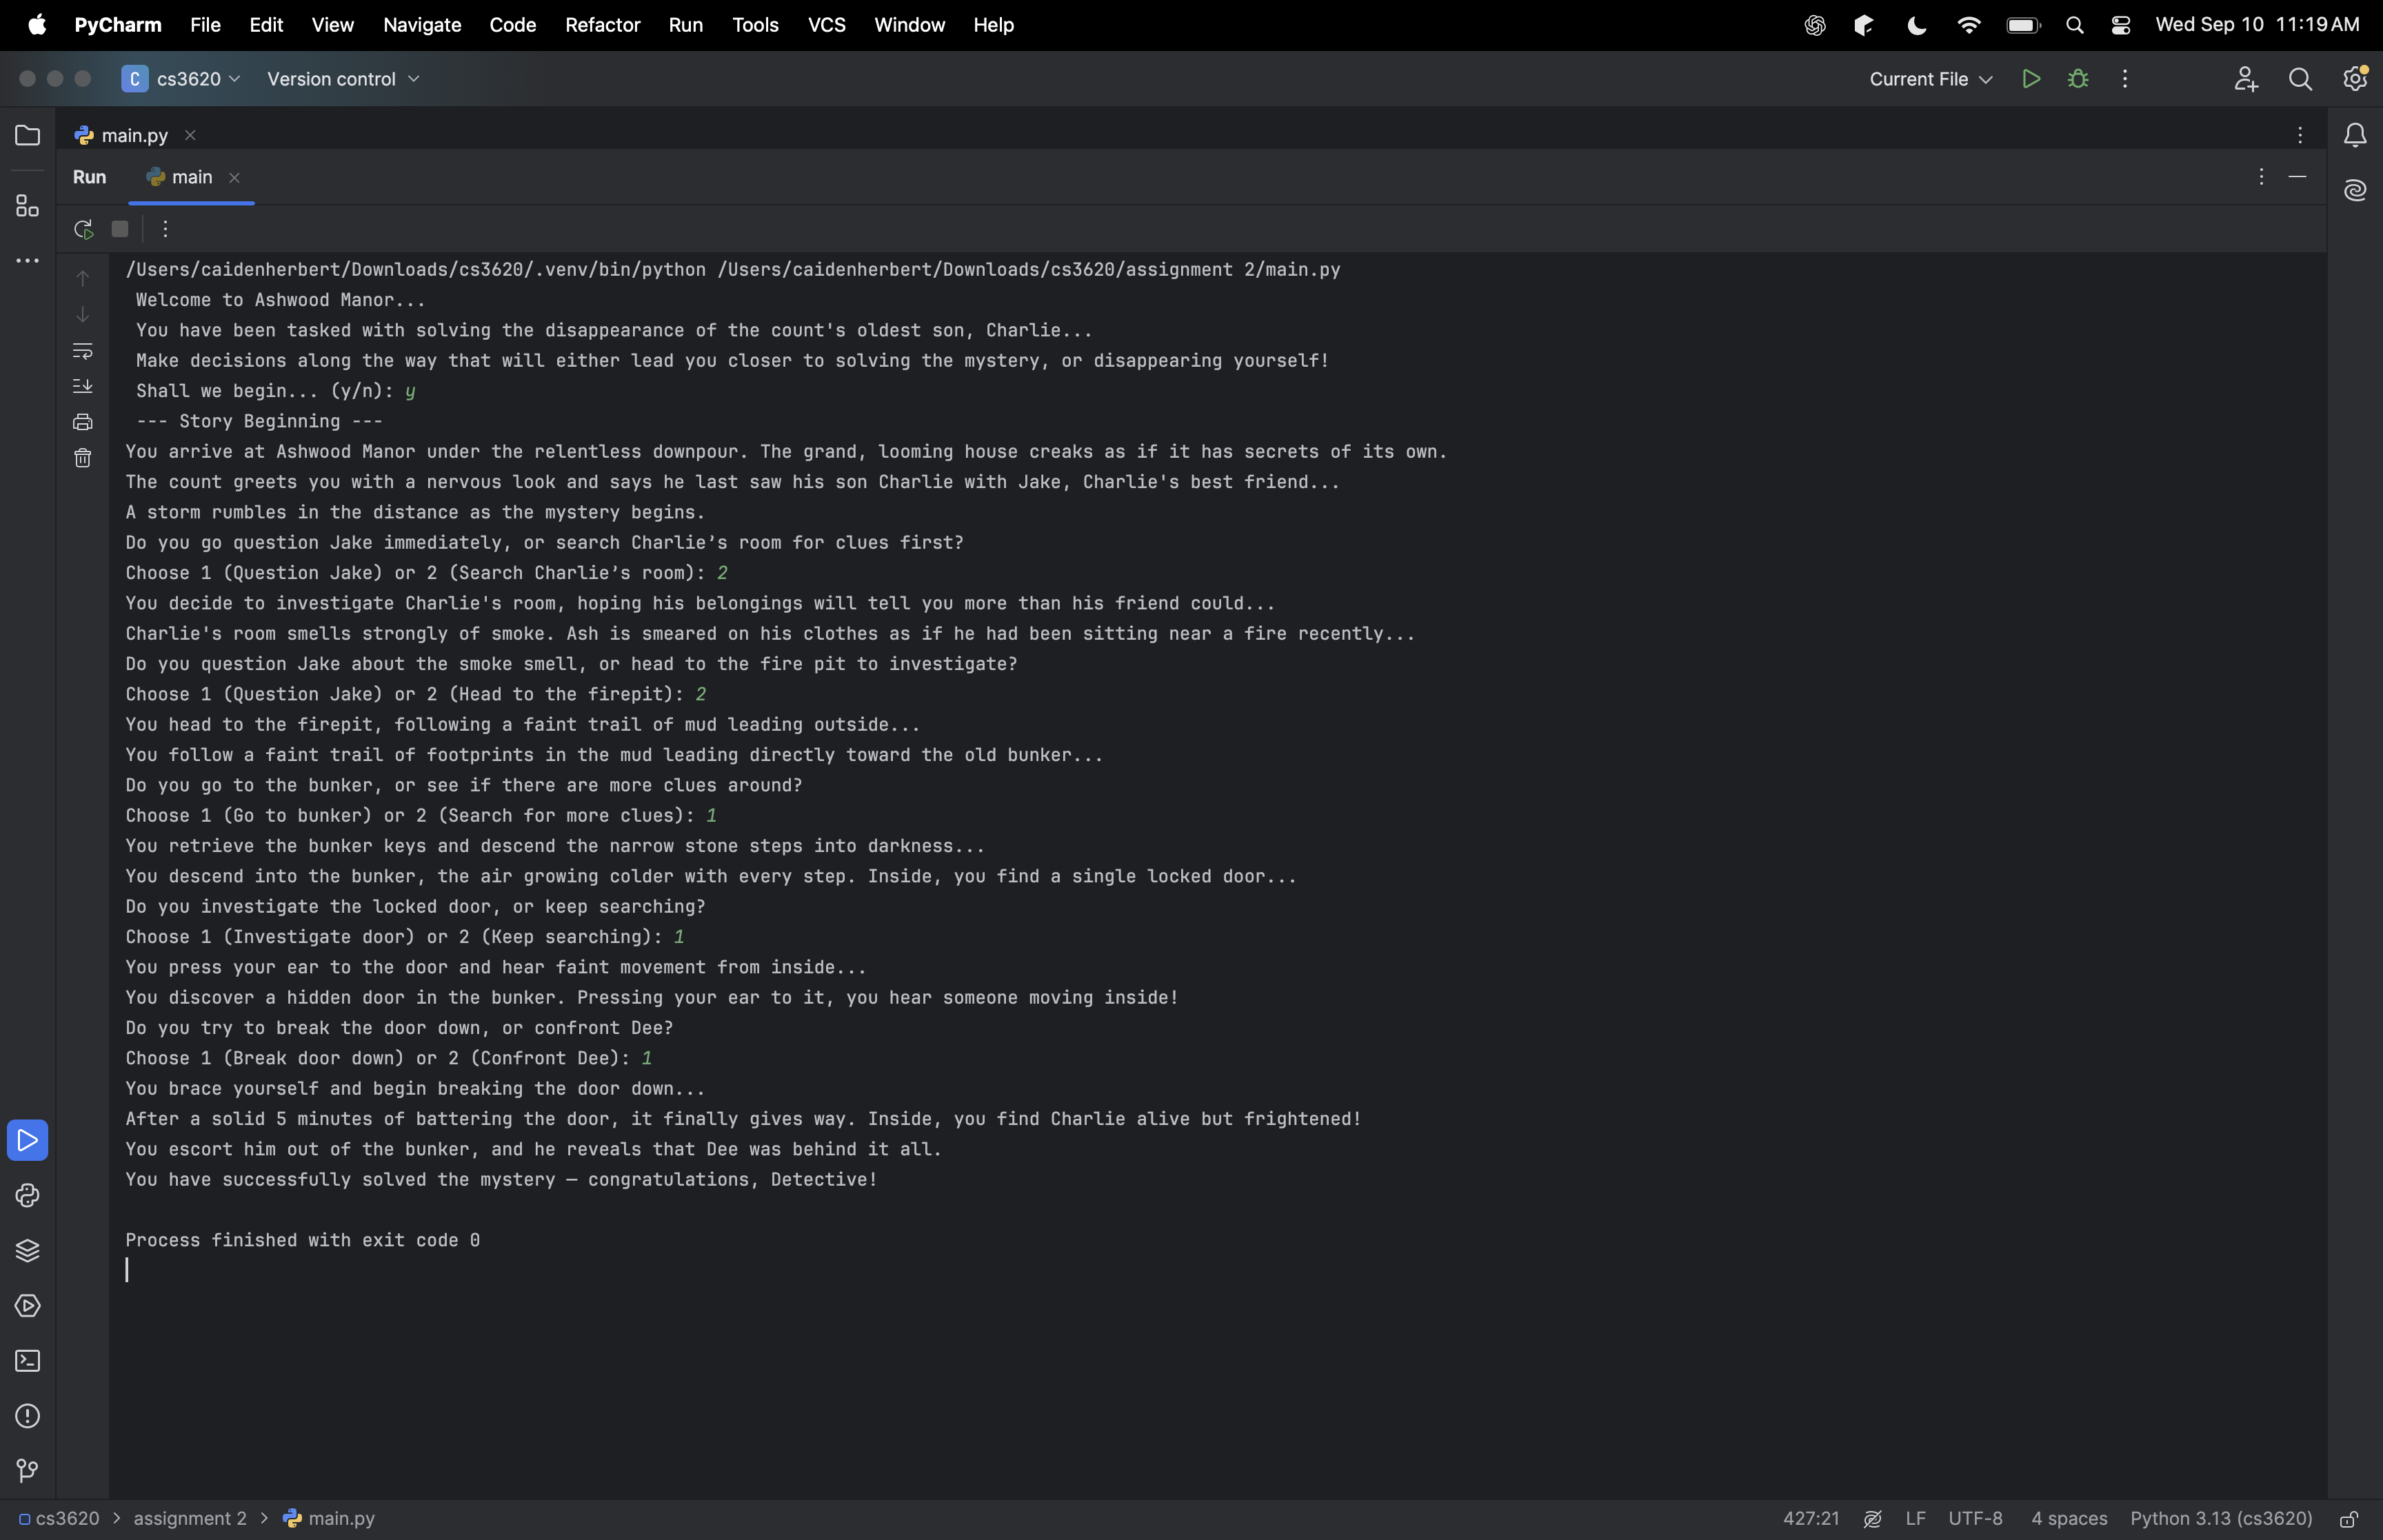 PyCharm File Edit View Navigate Code Refactor Run Tools VCS Window Help Wed Sep 10 11:19 AM
C cs3620 Version control Current File
main.py
Run main
/Users/caidenherbert/Downloads/cs3620/.venv/bin/python /Users/caidenherbert/Downloads/cs3620/assignment 2/main.py
Welcome to Ashwood Manor...
You have been tasked with solving the disappearance of the count's oldest son, Charlie...
Make decisions along the way that will either lead you closer to solving the mystery, or disappearing yourself!
Shall we begin... (y/n): y
--- Story Beginning ---
You arrive at Ashwood Manor under the relentless downpour. The grand, looming house creaks as if it has secrets of its own.
The count greets you with a nervous look and says he last saw his son Charlie with Jake, Charlie's best friend...
A storm rumbles in the distance as the mystery begins.
Do you go question Jake immediately, or search Charlie’s room for clues first?
Choose 1 (Question Jake) or 2 (Search Charlie’s room): 2
You decide to investigate Charlie's room, hoping his belongings will tell you more than his friend could...
Charlie's room smells strongly of smoke. Ash is smeared on his clothes as if he had been sitting near a fire recently...
Do you question Jake about the smoke smell, or head to the fire pit to investigate?
Choose 1 (Question Jake) or 2 (Head to the firepit): 2
You head to the firepit, following a faint trail of mud leading outside...
You follow a faint trail of footprints in the mud leading directly toward the old bunker...
Do you go to the bunker, or see if there are more clues around?
Choose 1 (Go to bunker) or 2 (Search for more clues): 1
You retrieve the bunker keys and descend the narrow stone steps into darkness...
You descend into the bunker, the air growing colder with every step. Inside, you find a single locked door...
Do you investigate the locked door, or keep searching?
Choose 1 (Investigate door) or 2 (Keep searching): 1
You press your ear to the door and hear faint movement from inside...
You discover a hidden door in the bunker. Pressing your ear to it, you hear someone moving inside!
Do you try to break the door down, or confront Dee?
Choose 1 (Break door down) or 2 (Confront Dee): 1
You brace yourself and begin breaking the door down...
After a solid 5 minutes of battering the door, it finally gives way. Inside, you find Charlie alive but frightened!
You escort him out of the bunker, and he reveals that Dee was behind it all.
You have successfully solved the mystery — congratulations, Detective!
Process finished with exit code 0
cs3620 > assignment 2 > main.py 427:21 LF UTF-8 4 spaces Python 3.13 (cs3620)